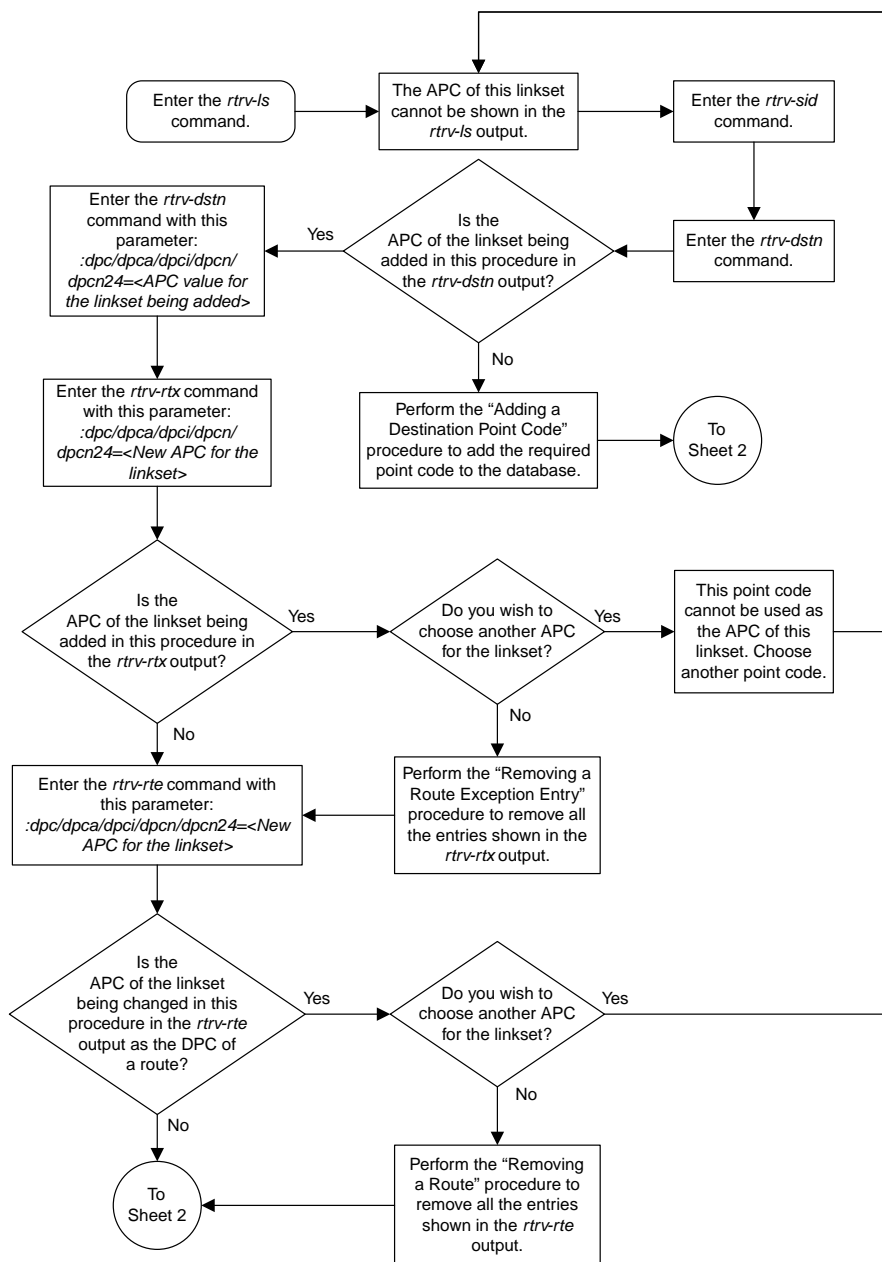 Enter the rtrv-ls
command.
The APC of this linkset
cannot be shown in the
rtrv-ls output.
Enter the rtrv-sid
command.
Enter the rtrv-dstn
command.
Is the
APC of the linkset being
added in this procedure in
the rtrv-dstn output?
Yes
Enter the rtrv-dstn
command with this
parameter:
:dpc/dpca/dpci/dpcn/
dpcn24=<APC value for
the linkset being added>
No
Perform the “Adding a
Destination Point Code”
procedure to add the required
point code to the database.
To
Sheet 2
Enter the rtrv-rtx command
with this parameter:
:dpc/dpca/dpci/dpcn/
dpcn24=<New APC for the
linkset>
Is the
APC of the linkset being
added in this procedure in
the rtrv-rtx output?
Yes
Do you wish to
choose another APC
for the linkset?
Yes
This point code
cannot be used as
the APC of this
linkset. Choose
another point code.
No
No
Perform the “Removing a
Route Exception Entry”
procedure to remove all
the entries shown in the
rtrv-rtx output.
Enter the rtrv-rte command with
this parameter:
:dpc/dpca/dpci/dpcn/dpcn24=<New
APC for the linkset>
Is the
APC of the linkset
being changed in this
procedure in the rtrv-rte
output as the DPC of
a route?
Yes
Do you wish to
choose another APC
for the linkset?
Yes
No
No
Perform the “Removing
a Route” procedure to
remove all the entries
shown in the rtrv-rte
output.
To
Sheet 2